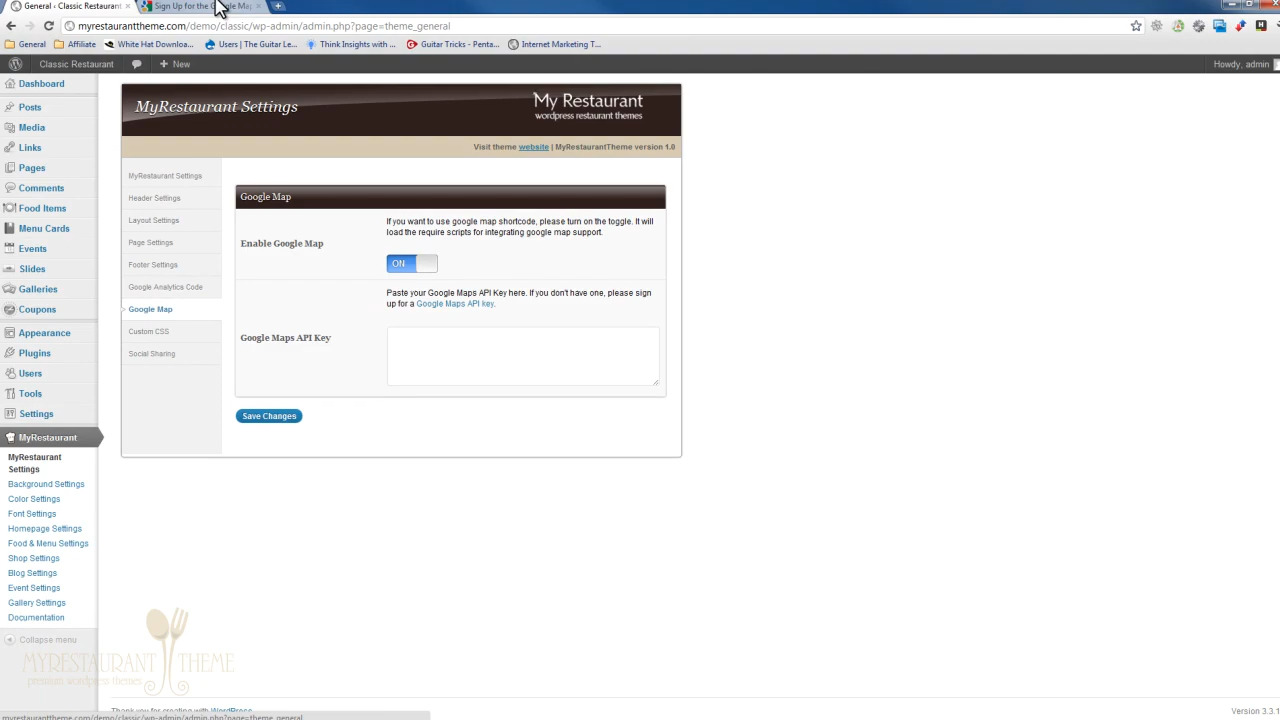 General ‹ Classic Restaurant
Sign Up for the Google Map
myrestauranttheme.com/demo/classic/wp-admin/admin.php?page=theme_general
General Affiliate White Hat Downloa... Users | The Guitar Le... Think Insights with ... Guitar Tricks - Penta... Internet Marketing T...
Classic Restaurant + New Howdy, admin
Dashboard
Posts
Media
Links
Pages
Comments
Food Items
Menu Cards
Events
Slides
Galleries
Coupons
Appearance
Plugins
Users
Tools
Settings
MyRestaurant
MyRestaurant
Settings
Background Settings
Color Settings
Font Settings
Homepage Settings
Food & Menu Settings
Shop Settings
Blog Settings
Event Settings
Gallery Settings
Documentation
Collapse menu
MyRestaurant Settings
My Restaurant
wordpress restaurant themes
Visit theme website | MyRestaurantTheme version 1.0
MyRestaurant Settings
Header Settings
Layout Settings
Page Settings
Footer Settings
Google Analytics Code
Google Map
Custom CSS
Social Sharing
Google Map
Enable Google Map
If you want to use google map shortcode, please turn on the toggle. It will
load the require scripts for integrating google map support.
ON
Google Maps API Key
Paste your Google Maps API Key here. If you don't have one, please sign
up for a Google Maps API key.
Save Changes
MYRESTAURANT THEME
premium wordpress themes
Thank you for creating with WordPress
Version 3.3.1
myrestauranttheme.com/demo/classic/wp-admin/admin.php?page=theme_general